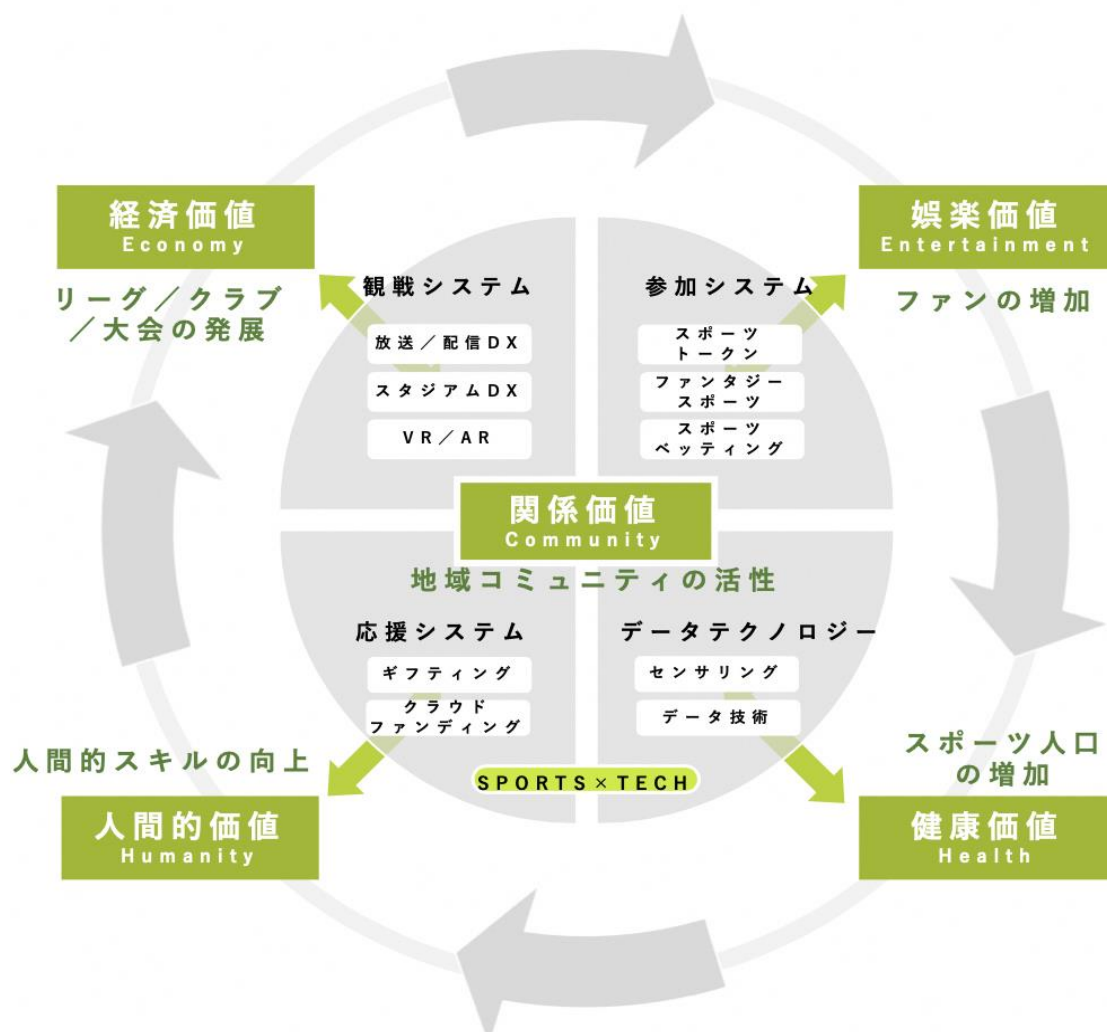 経済価値
Economy
リーグ／クラブ
／大会の発展
娯楽価値
Entertainment
ファンの増加
観戦システム
放送／配信DX
スタジアムDX
VR／AR
参加システム
スポーツ
トークン
ファンタジー
スポーツ
スポーツ
ベッティング
関係価値
Community
地域コミュニティの活性
応援システム
ギフティング
クラウド
ファンディング
データテクノロジー
センサリング
データ技術
SPORTS×TECH
人間的スキルの向上
人間的価値
Humanity
スポーツ人口
の増加
健康価値
Health